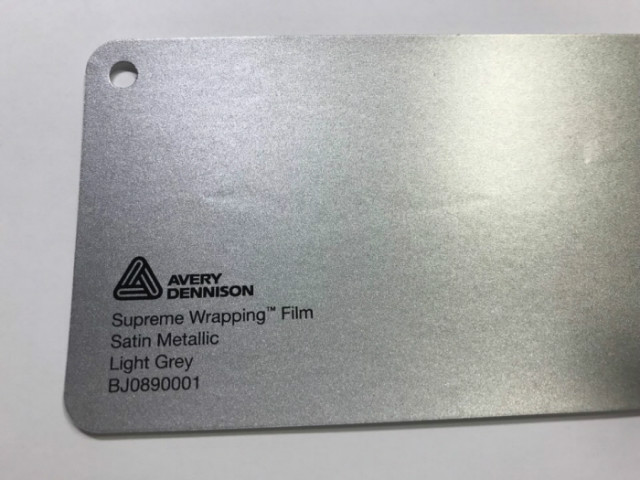 AVERY
DENNISON
Supreme Wrapping™ Film
Satin Metallic
Light Grey
BJ0890001